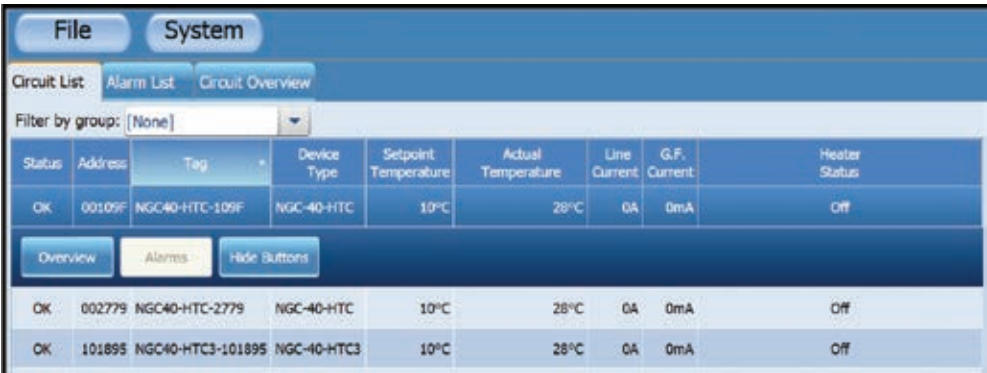 File System
Circuit List Alarm List Circuit Overview
Filter by group: [None]
Status Address Tag Device Type Setpoint Temperature Actual Temperature Line Current G.F. Current Heater Status
OK 00109F NGC40-HTC-109F NGC-40-HTC 10°C 28°C 0A 0mA Off
Overview Alarms Hide Buttons
OK 002779 NGC40-HTC-2779 NGC-40-HTC 10°C 28°C 0A 0mA Off
OK 101895 NGC40-HTC3-101895 NGC-40-HTC3 10°C 28°C 0A 0mA Off